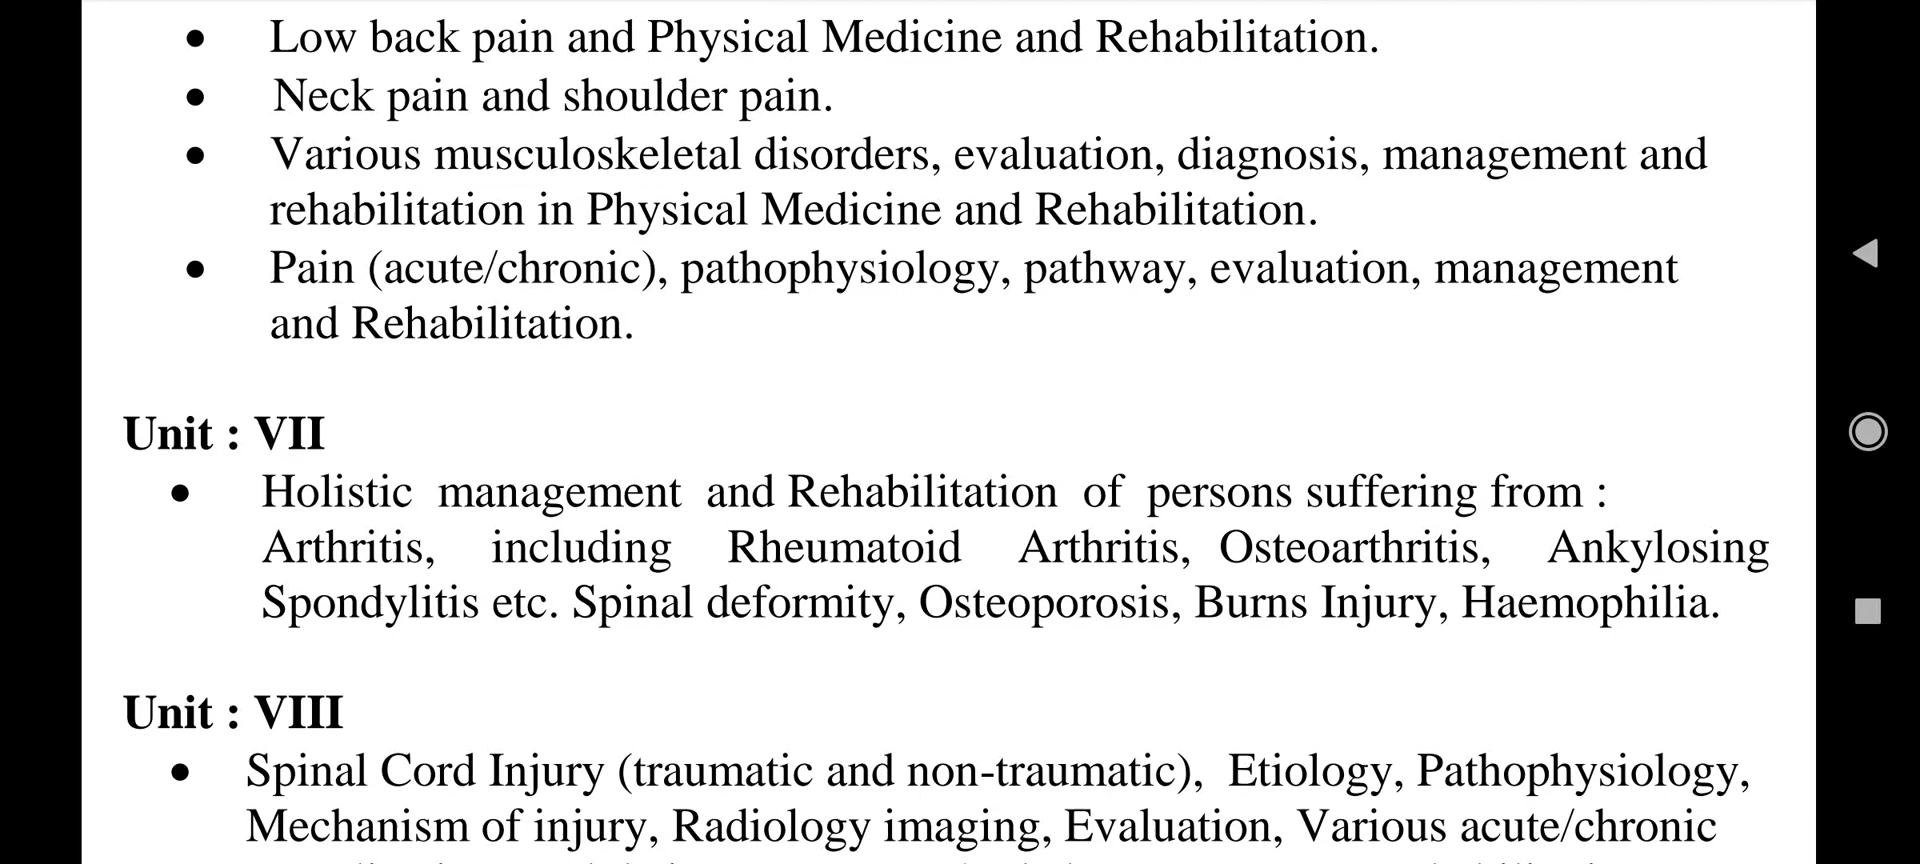 • Low back pain and Physical Medicine and Rehabilitation.
• Neck pain and shoulder pain.
• Various musculoskeletal disorders, evaluation, diagnosis, management and
rehabilitation in Physical Medicine and Rehabilitation.
• Pain (acute/chronic), pathophysiology, pathway, evaluation, management
and Rehabilitation.
Unit : VII
• Holistic management and Rehabilitation of persons suffering from :
Arthritis, including Rheumatoid Arthritis, Osteoarthritis, Ankylosing
Spondylitis etc. Spinal deformity, Osteoporosis, Burns Injury, Haemophilia.
Unit : VIII
• Spinal Cord Injury (traumatic and non-traumatic), Etiology, Pathophysiology,
Mechanism of injury, Radiology imaging, Evaluation, Various acute/chronic